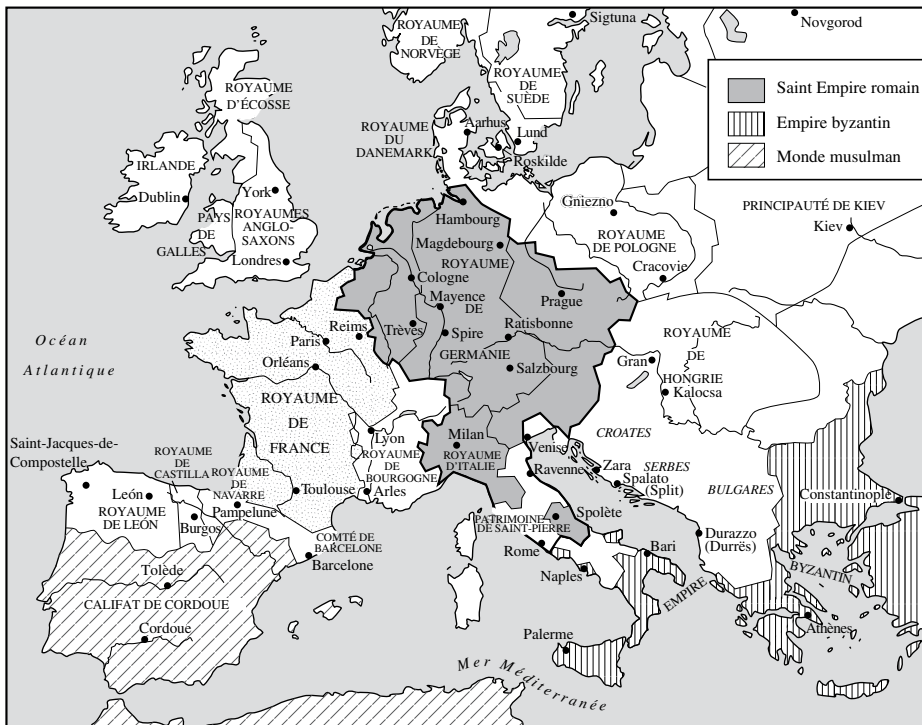 Sigtuna
Novgorod
ROYAUME
DE
NORVÈGE
ROYAUME
DE
SUÈDE
Saint Empire romain
Empire byzantin
Monde musulman
ROYAUME
D'ÉCOSSE
ROYAUME
DU
DANEMARK
Aarhus
Lund
Roskilde
IRLANDE
Dublin
York
PAYS
DE
GALLES
ROYAUMES
ANGLO-
SAXONS
Londres
Hambourg
Magdebourg
ROYAUME
DE
GERMANIE
Cologne
Mayence
Trèves
Spire
Prague
Ratisbonne
Salzbourg
Gniezno
ROYAUME
DE POLOGNE
Cracovie
PRINCIPAUTÉ DE KIEV
Kiev
Océan
Atlantique
Reims
Paris
Orléans
ROYAUME
DE
FRANCE
Lyon
ROYAUME
DE
BOURGOGNE
Arles
Toulouse
Milan
ROYAUME
D'ITALIE
Venise
Ravenne
ROYAUME
DE
HONGRIE
Gran
Kalocsa
CROATES
Zara
SERBES
Spalato
(Split)
BULGARES
Constantinople
Saint-Jacques-de-
Compostelle
ROYAUME
DE
CASTILLA
ROYAUME
DE
NAVARRE
León
ROYAUME
DE LEÓN
Burgos
Pampelune
COMTÉ DE
BARCELONE
Barcelone
PATRIMOINE
DE SAINT-PIERRE
Spolète
Rome
Naples
Bari
Durazzo
(Durrës)
EMPIRE
BYZANTIN
Athènes
Tolède
CALIFAT DE CORDOUE
Cordoue
Palerme
Mer Méditerranée